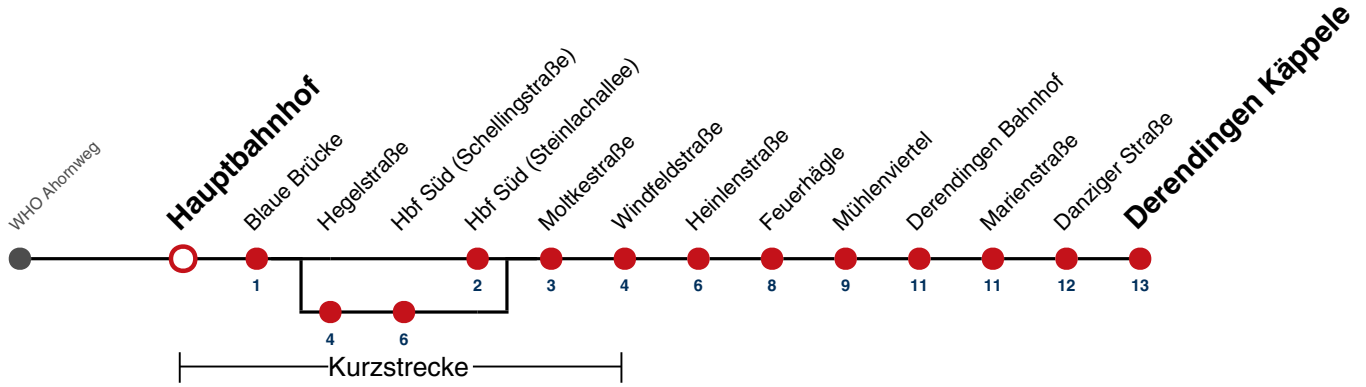 WHO Ahornweg
Hauptbahnhof
Blaue Brücke
Hegelstraße
Hbf Süd (Schellingstraße)
Hbf Süd (Steinlachallee)
Moltkestraße
Windfeldstraße
Heinlenstraße
Feuerhägle
Mühlenviertel
Derendingen Bahnhof
Marienstraße
Danziger Straße
Derendingen Käppele
1 2 3 4 6 8 9 11 11 12 13
4 6
Kurzstrecke